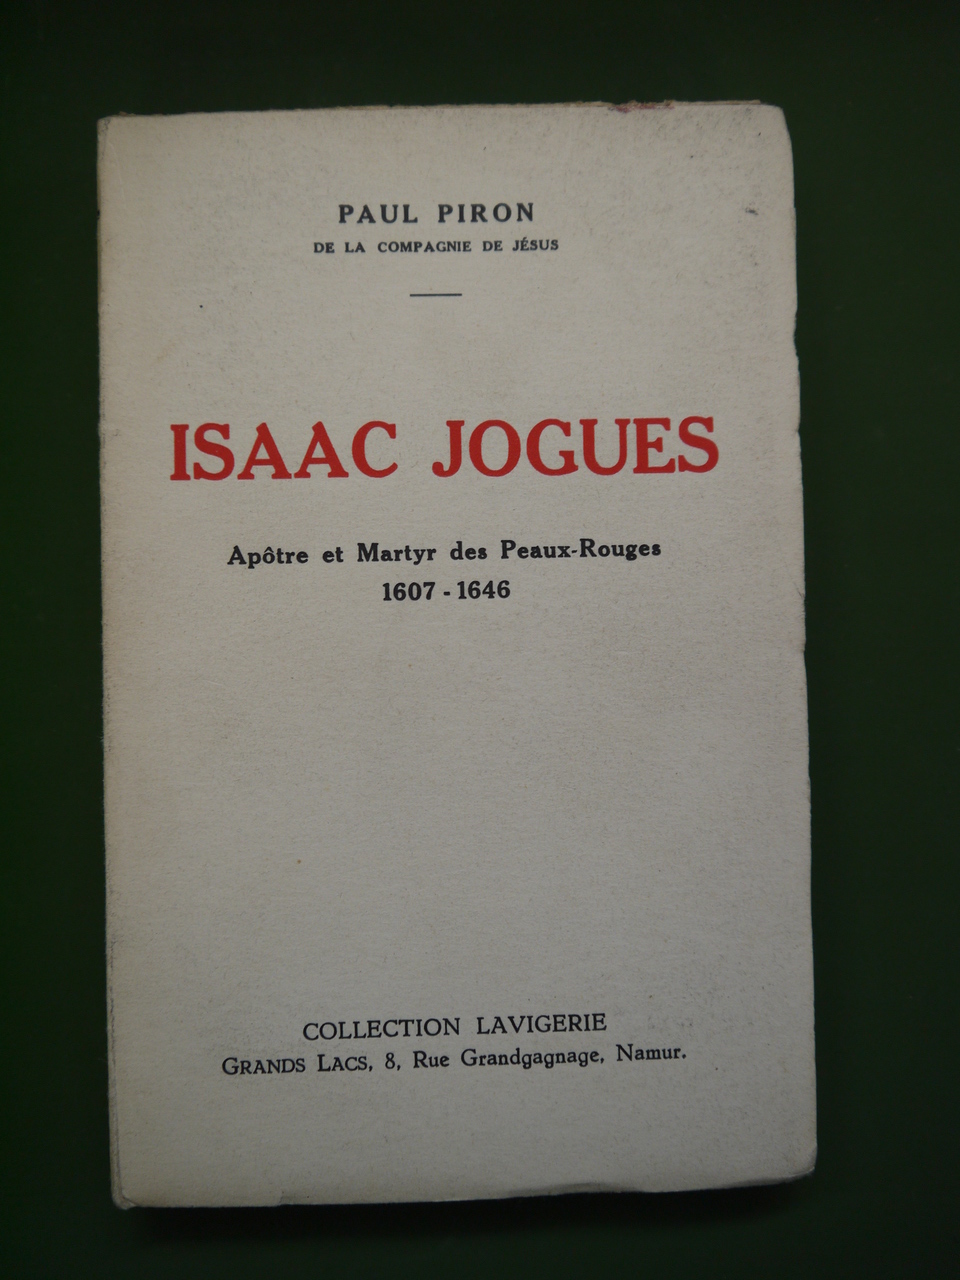 PAUL PIRON
DE LA COMPAGNIE DE JÉSUS
ISAAC JOGUES
Apôtre et Martyr des Peaux-Rouges
1607 - 1646
COLLECTION LAVIGERIE
GRANDS LACS, 8, Rue Grandgagnage, Namur.